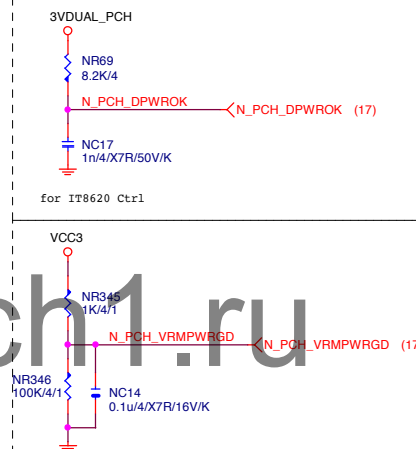 3VDUAL_PCH
NR69
8.2K/4
N_PCH_DPWROK
N_PCH_DPWROK (17)
NC17
1n/4/X7R/50V/K
for IT8620 Ctrl
VCC3
ch1.ru
NR345
1K/4/1
N_PCH_VRMPWRGD
N_PCH_VRMPWRGD (17
NR346
100K/4/1
NC14
0.1u/4/X7R/16V/K